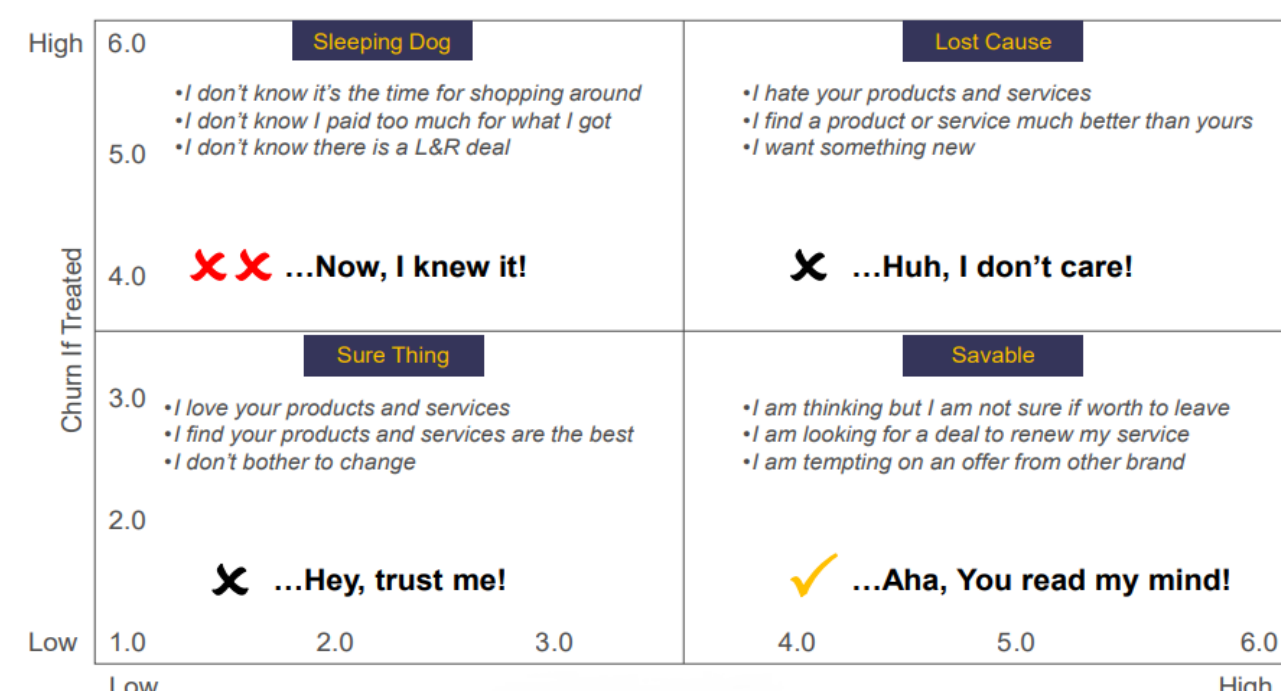 High 6.0 Sleeping Dog Lost Cause
•I don't know it's the time for shopping around
•I don't know I paid too much for what I got
•I don't know there is a L&R deal
•I hate your products and services
•I find a product or service much better than yours
•I want something new
5.0
4.0
...Now, I knew it!
...Huh, I don't care!
Churn If Treated
Sure Thing
Savable
3.0
•I love your products and services
•I find your products and services are the best
•I don't bother to change
•I am thinking but I am not sure if worth to leave
•I am looking for a deal to renew my service
•I am tempting on an offer from other brand
2.0
...Hey, trust me!
...Aha, You read my mind!
Low 1.0 2.0 3.0 4.0 5.0 6.0
Low High